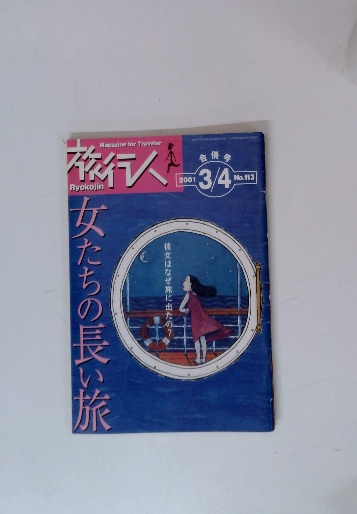 Magazine for Traveler
旅行人
Ryokojin
合併号
2001 3/4 No.113
女たちの長い旅
彼女はなぜ旅に出たの?